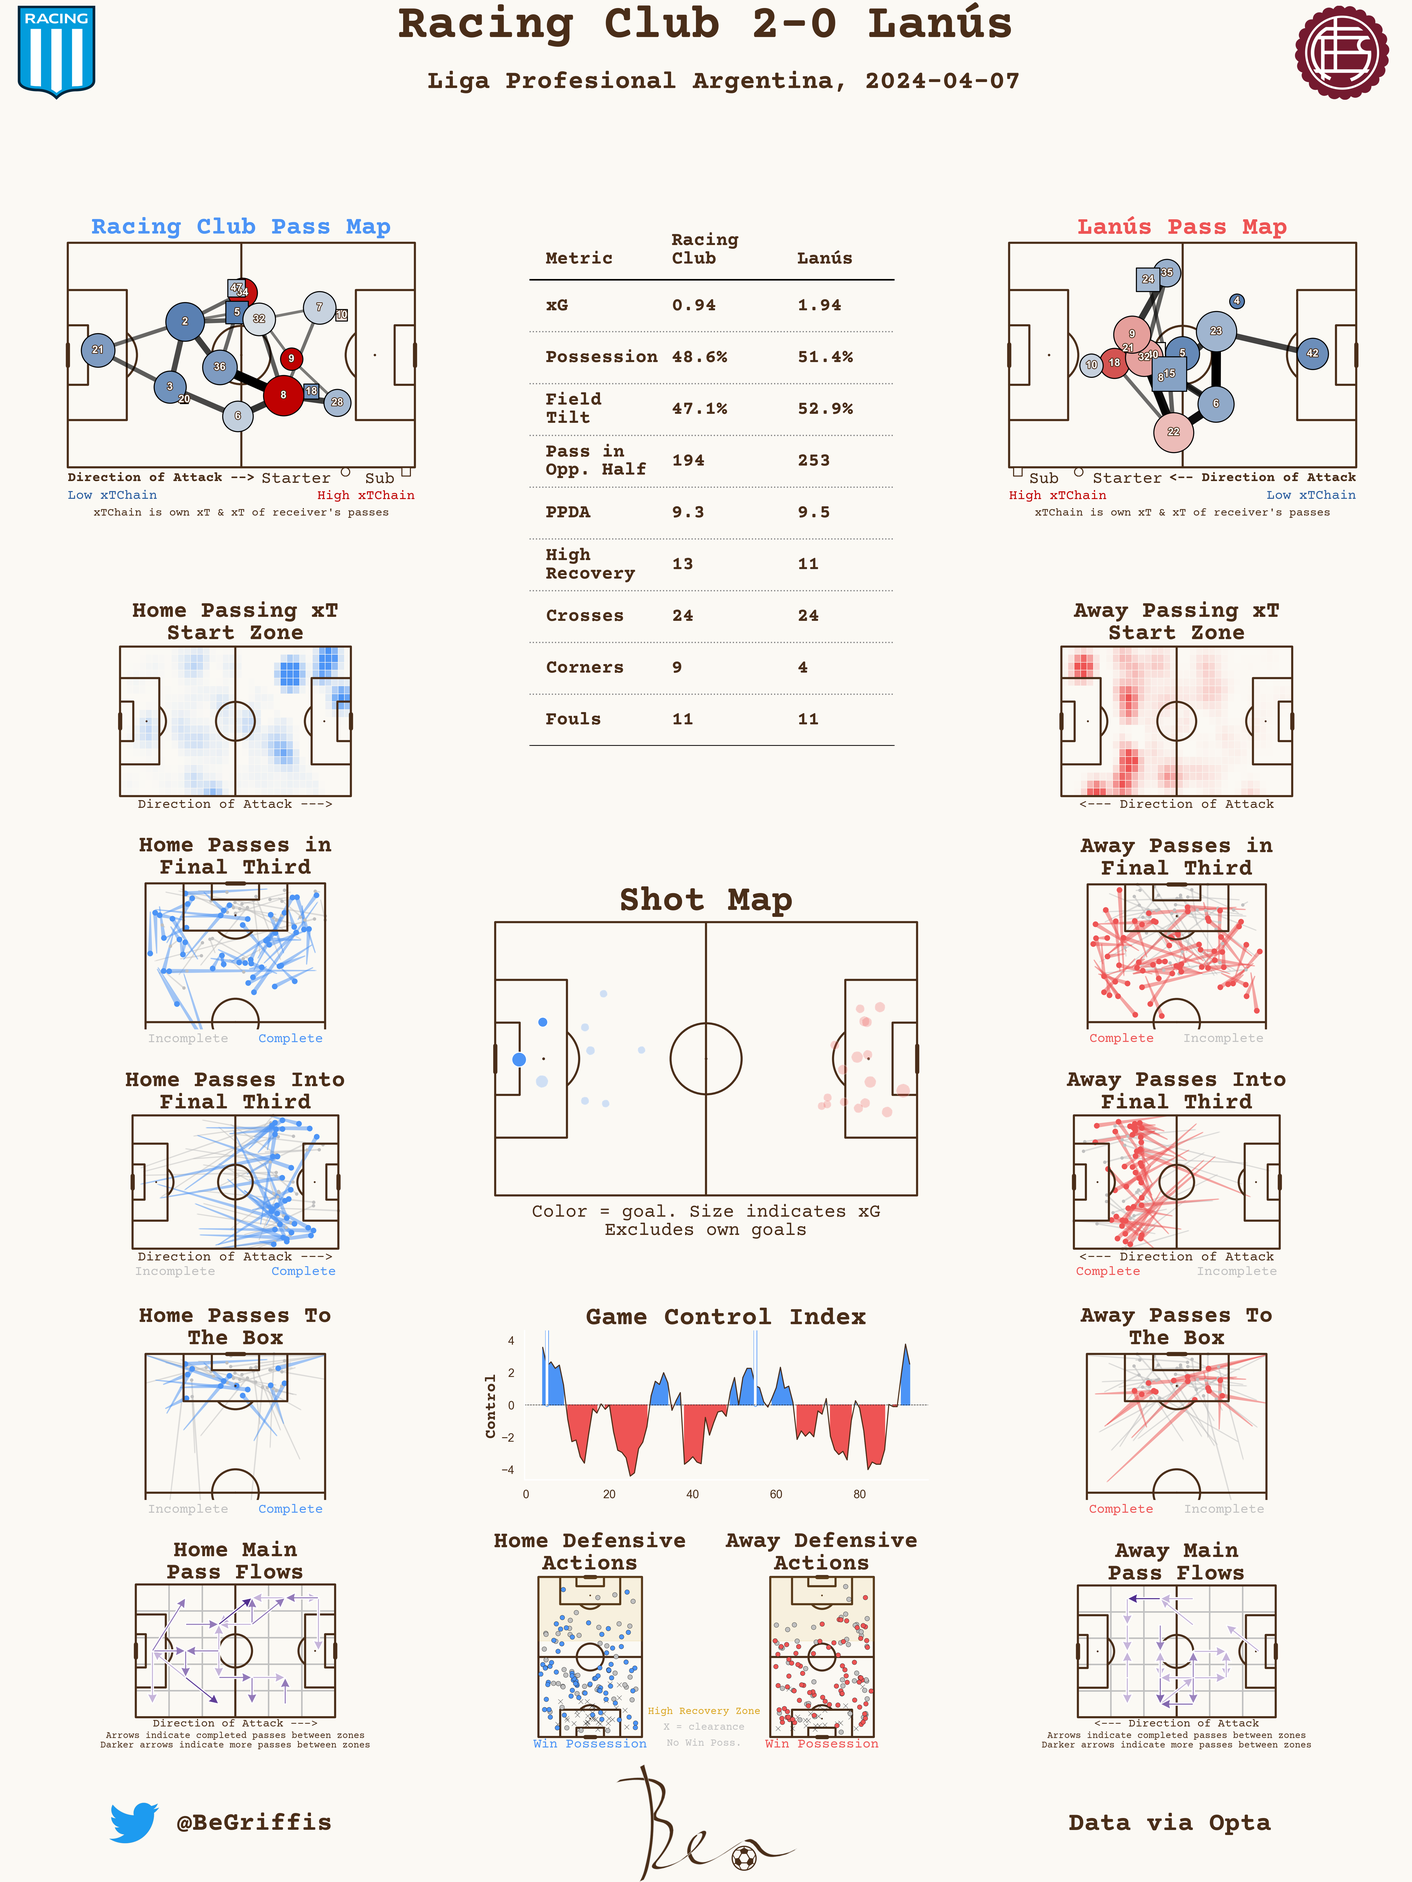 RACING
Racing Club 2-0 Lanús
Liga Profesional Argentina, 2024-04-07
Racing Club Pass Map
21
2
3
20
36
47
34
5
32
7
10
9
8
18
28
6
Direction of Attack --> Starter Sub
Low xTChain High xTChain
xTChain is own xT & xT of receiver's passes
Metric Racing Club Lanús
xG 0.94 1.94
Possession 48.6% 51.4%
Field Tilt 47.1% 52.9%
Pass in Opp. Half 194 253
PPDA 9.3 9.5
High Recovery 13 11
Crosses 24 24
Corners 9 4
Fouls 11 11
Lanús Pass Map
24
35
4
9
21
23
10
18
32
5
42
8
15
6
22
Sub Starter <-- Direction of Attack
High xTChain Low xTChain
xTChain is own xT & xT of receiver's passes
Home Passing xT
Start Zone
Direction of Attack --->
Away Passing xT
Start Zone
<--- Direction of Attack
Home Passes in
Final Third
Incomplete Complete
Away Passes in
Final Third
Complete Incomplete
Shot Map
Color = goal. Size indicates xG
Excludes own goals
Home Passes Into
Final Third
Direction of Attack --->
Incomplete Complete
Away Passes Into
Final Third
<--- Direction of Attack
Complete Incomplete
Home Passes To
The Box
Incomplete Complete
Game Control Index
Control
4
2
0
−2
−4
0 20 40 60 80
Away Passes To
The Box
Complete Incomplete
Home Main
Pass Flows
Direction of Attack --->
Arrows indicate completed passes between zones
Darker arrows indicate more passes between zones
Home Defensive
Actions
Win Possession
Away Defensive
Actions
Win Possession
High Recovery Zone
X = clearance
No Win Poss.
Away Main
Pass Flows
<--- Direction of Attack
Arrows indicate completed passes between zones
Darker arrows indicate more passes between zones
@BeGriffis
Ben
Data via Opta